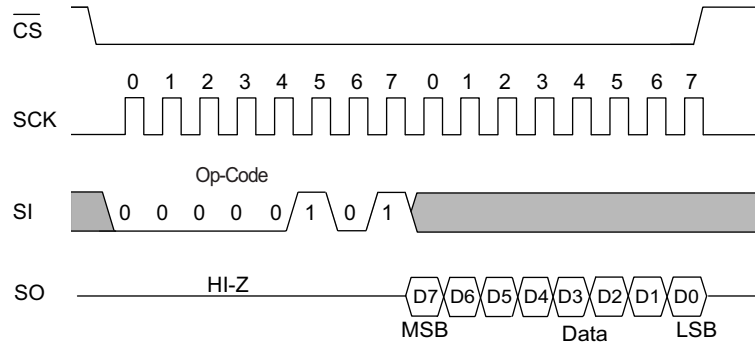 CS
0 1 2 3 4 5 6 7 0 1 2 3 4 5 6 7
SCK
Op-Code
SI 0 0 0 0 0 1 0 1
HI-Z
SO D7 D6 D5 D4 D3 D2 D1 D0
MSB Data LSB